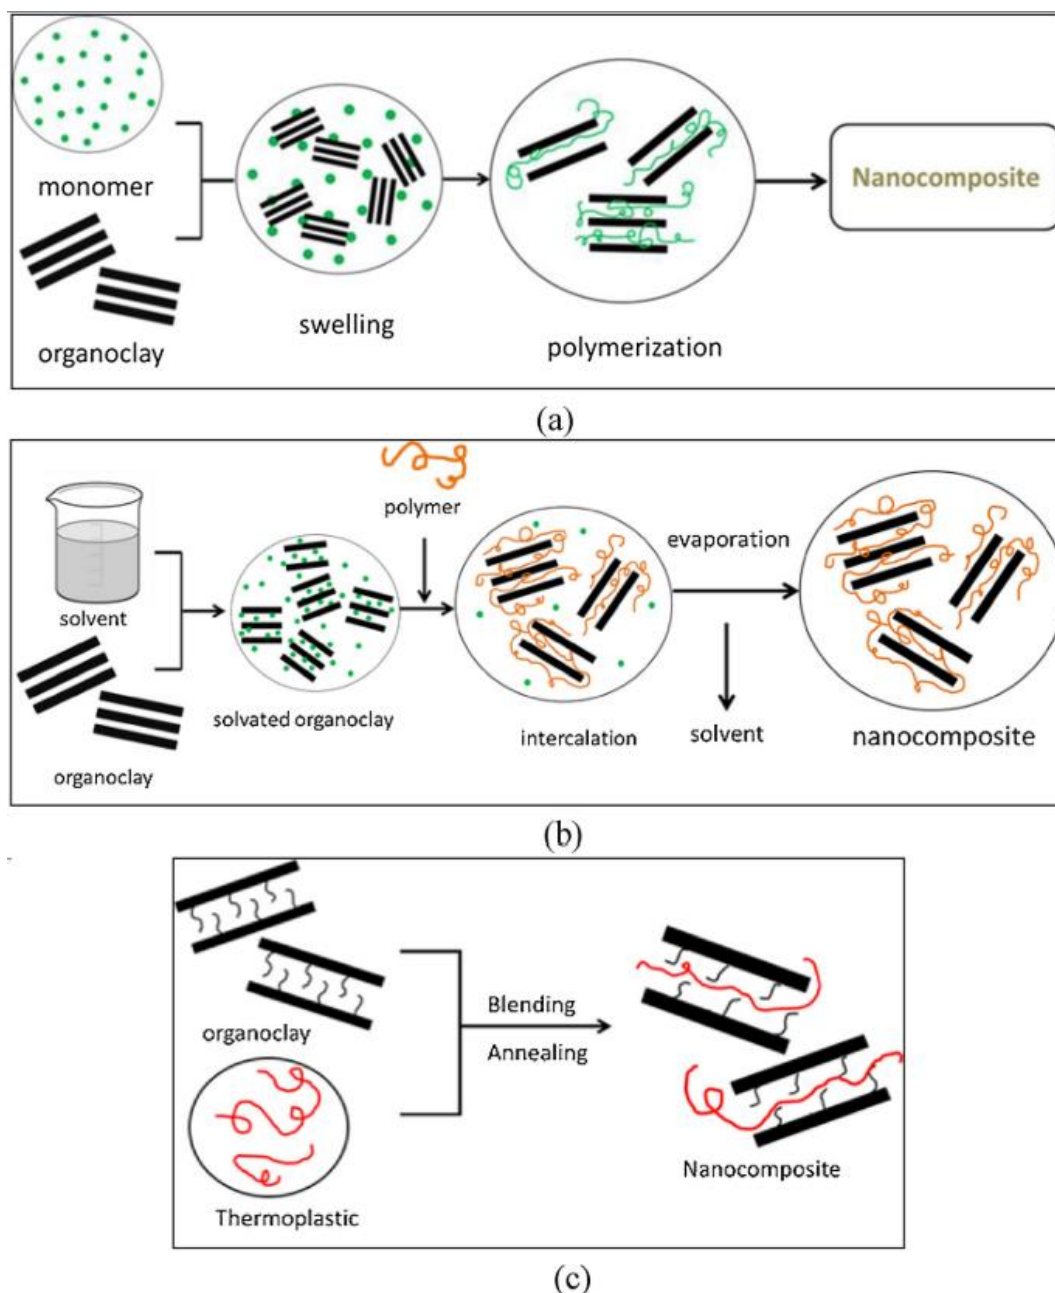 monomer
organoclay
swelling
polymerization
Nanocomposite
(a)
solvent
organoclay
solvated organoclay
polymer
intercalation
evaporation
solvent
nanocomposite
(b)
organoclay
Thermoplastic
Blending
Annealing
Nanocomposite
(c)